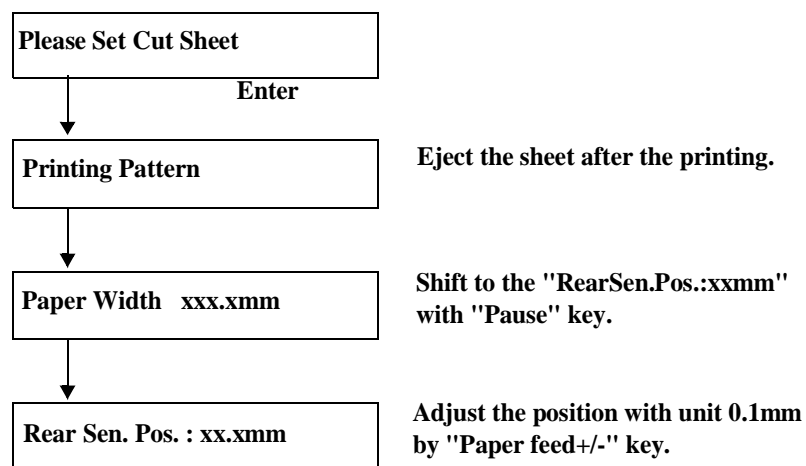 Please Set Cut Sheet
Enter
Printing Pattern
Eject the sheet after the printing.
Paper Width xxx.xmm
Shift to the "RearSen.Pos.:xxmm"
with "Pause" key.
Rear Sen. Pos. : xx.xmm
Adjust the position with unit 0.1mm
by "Paper feed+/-" key.